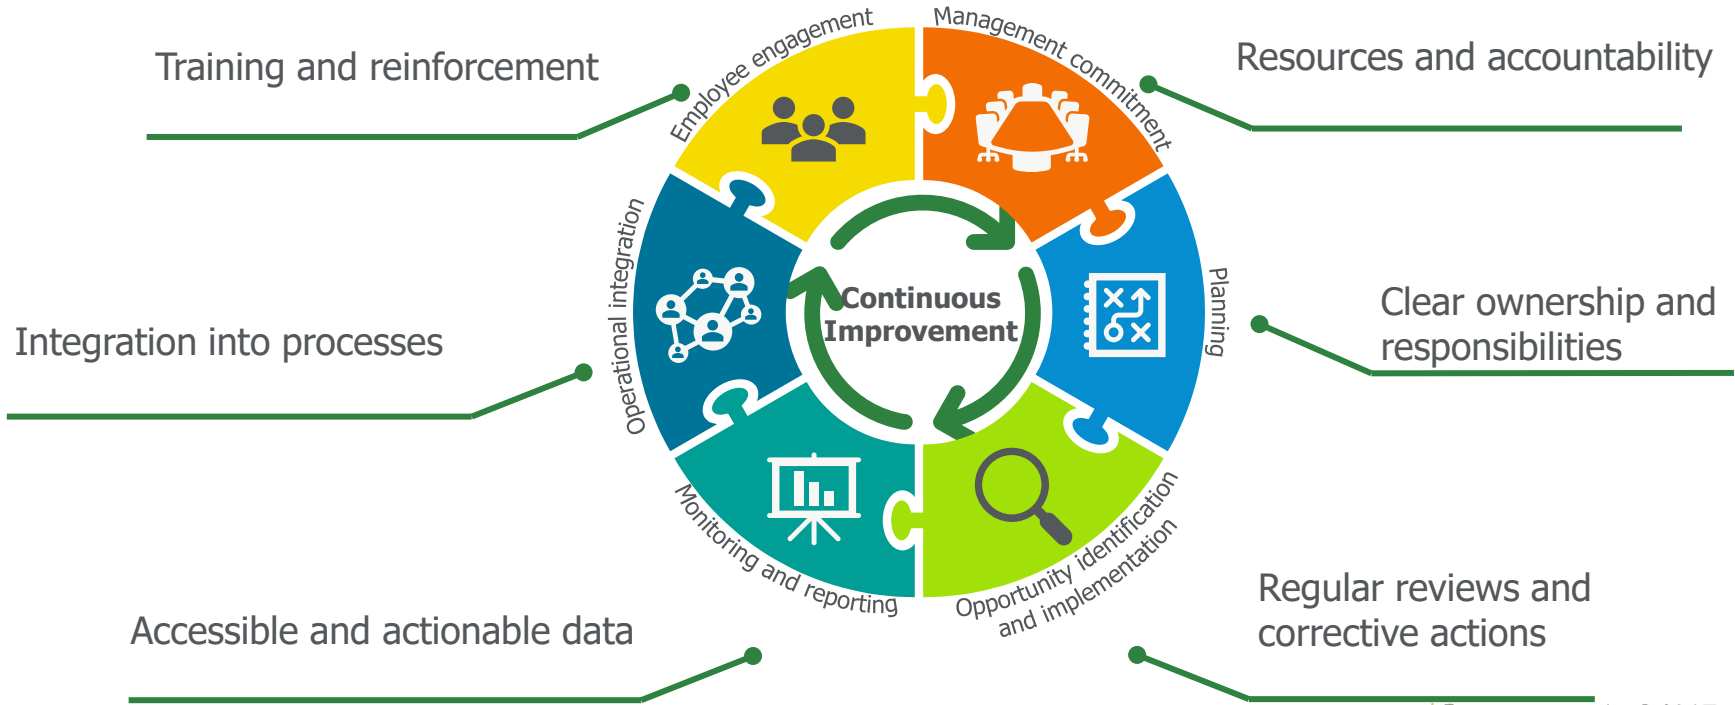 Training and reinforcement
Employee engagement
Management commitment
Resources and accountability
Operational integration
Continuous
Improvement
Planning
Integration into processes
Clear ownership and
responsibilities
Monitoring and reporting
Opportunity identification
and implementation
Accessible and actionable data
Regular reviews and
corrective actions